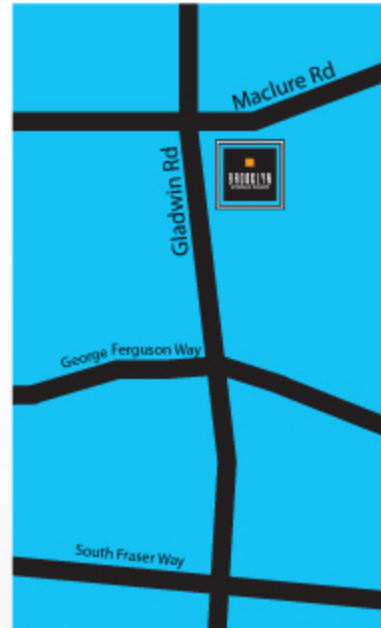 Maclure Rd
BROOKLYN
Gladwin Rd
George Ferguson Way
South Fraser Way